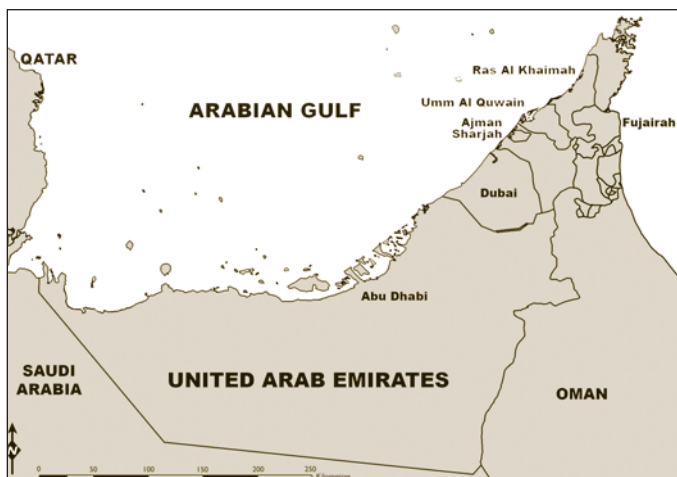 QATAR
Ras Al Khaimah
ARABIAN GULF
Umm Al Quwain
Ajman
Sharjah
Fujairah
Dubai
Abu Dhabi
SAUDI
ARABIA
UNITED ARAB EMIRATES
OMAN
N
0 50 100 150 200 250
Kilometers